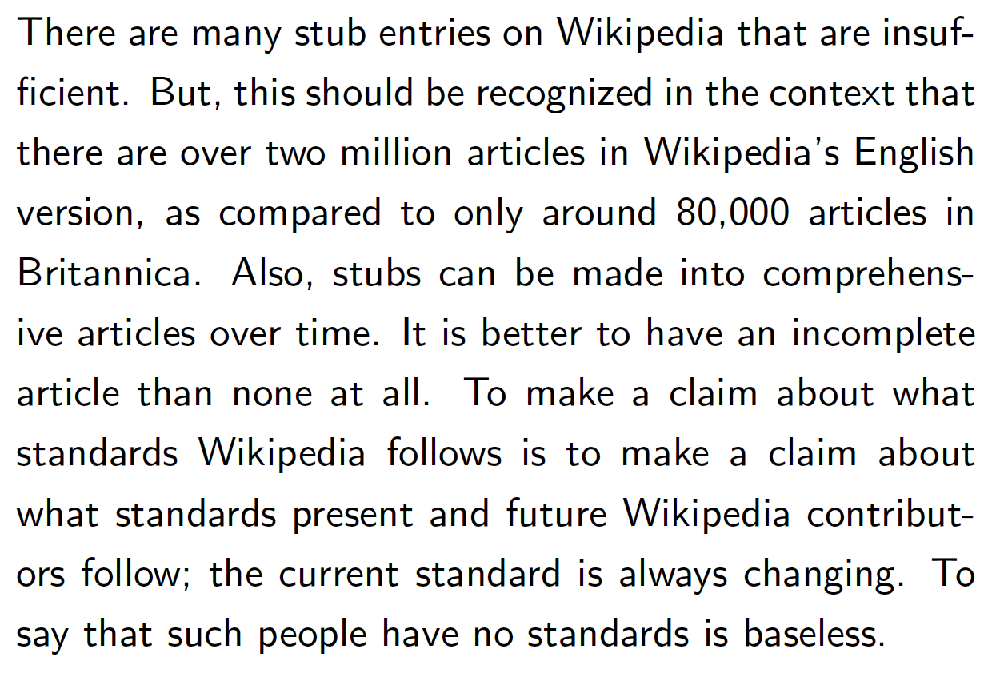 There are many stub entries on Wikipedia that are insuf-
ficient. But, this should be recognized in the context that
there are over two million articles in Wikipedia's English
version, as compared to only around 80,000 articles in
Britannica. Also, stubs can be made into comprehens-
ive articles over time. It is better to have an incomplete
article than none at all. To make a claim about what
standards Wikipedia follows is to make a claim about
what standards present and future Wikipedia contribut-
ors follow; the current standard is always changing. To
say that such people have no standards is baseless.